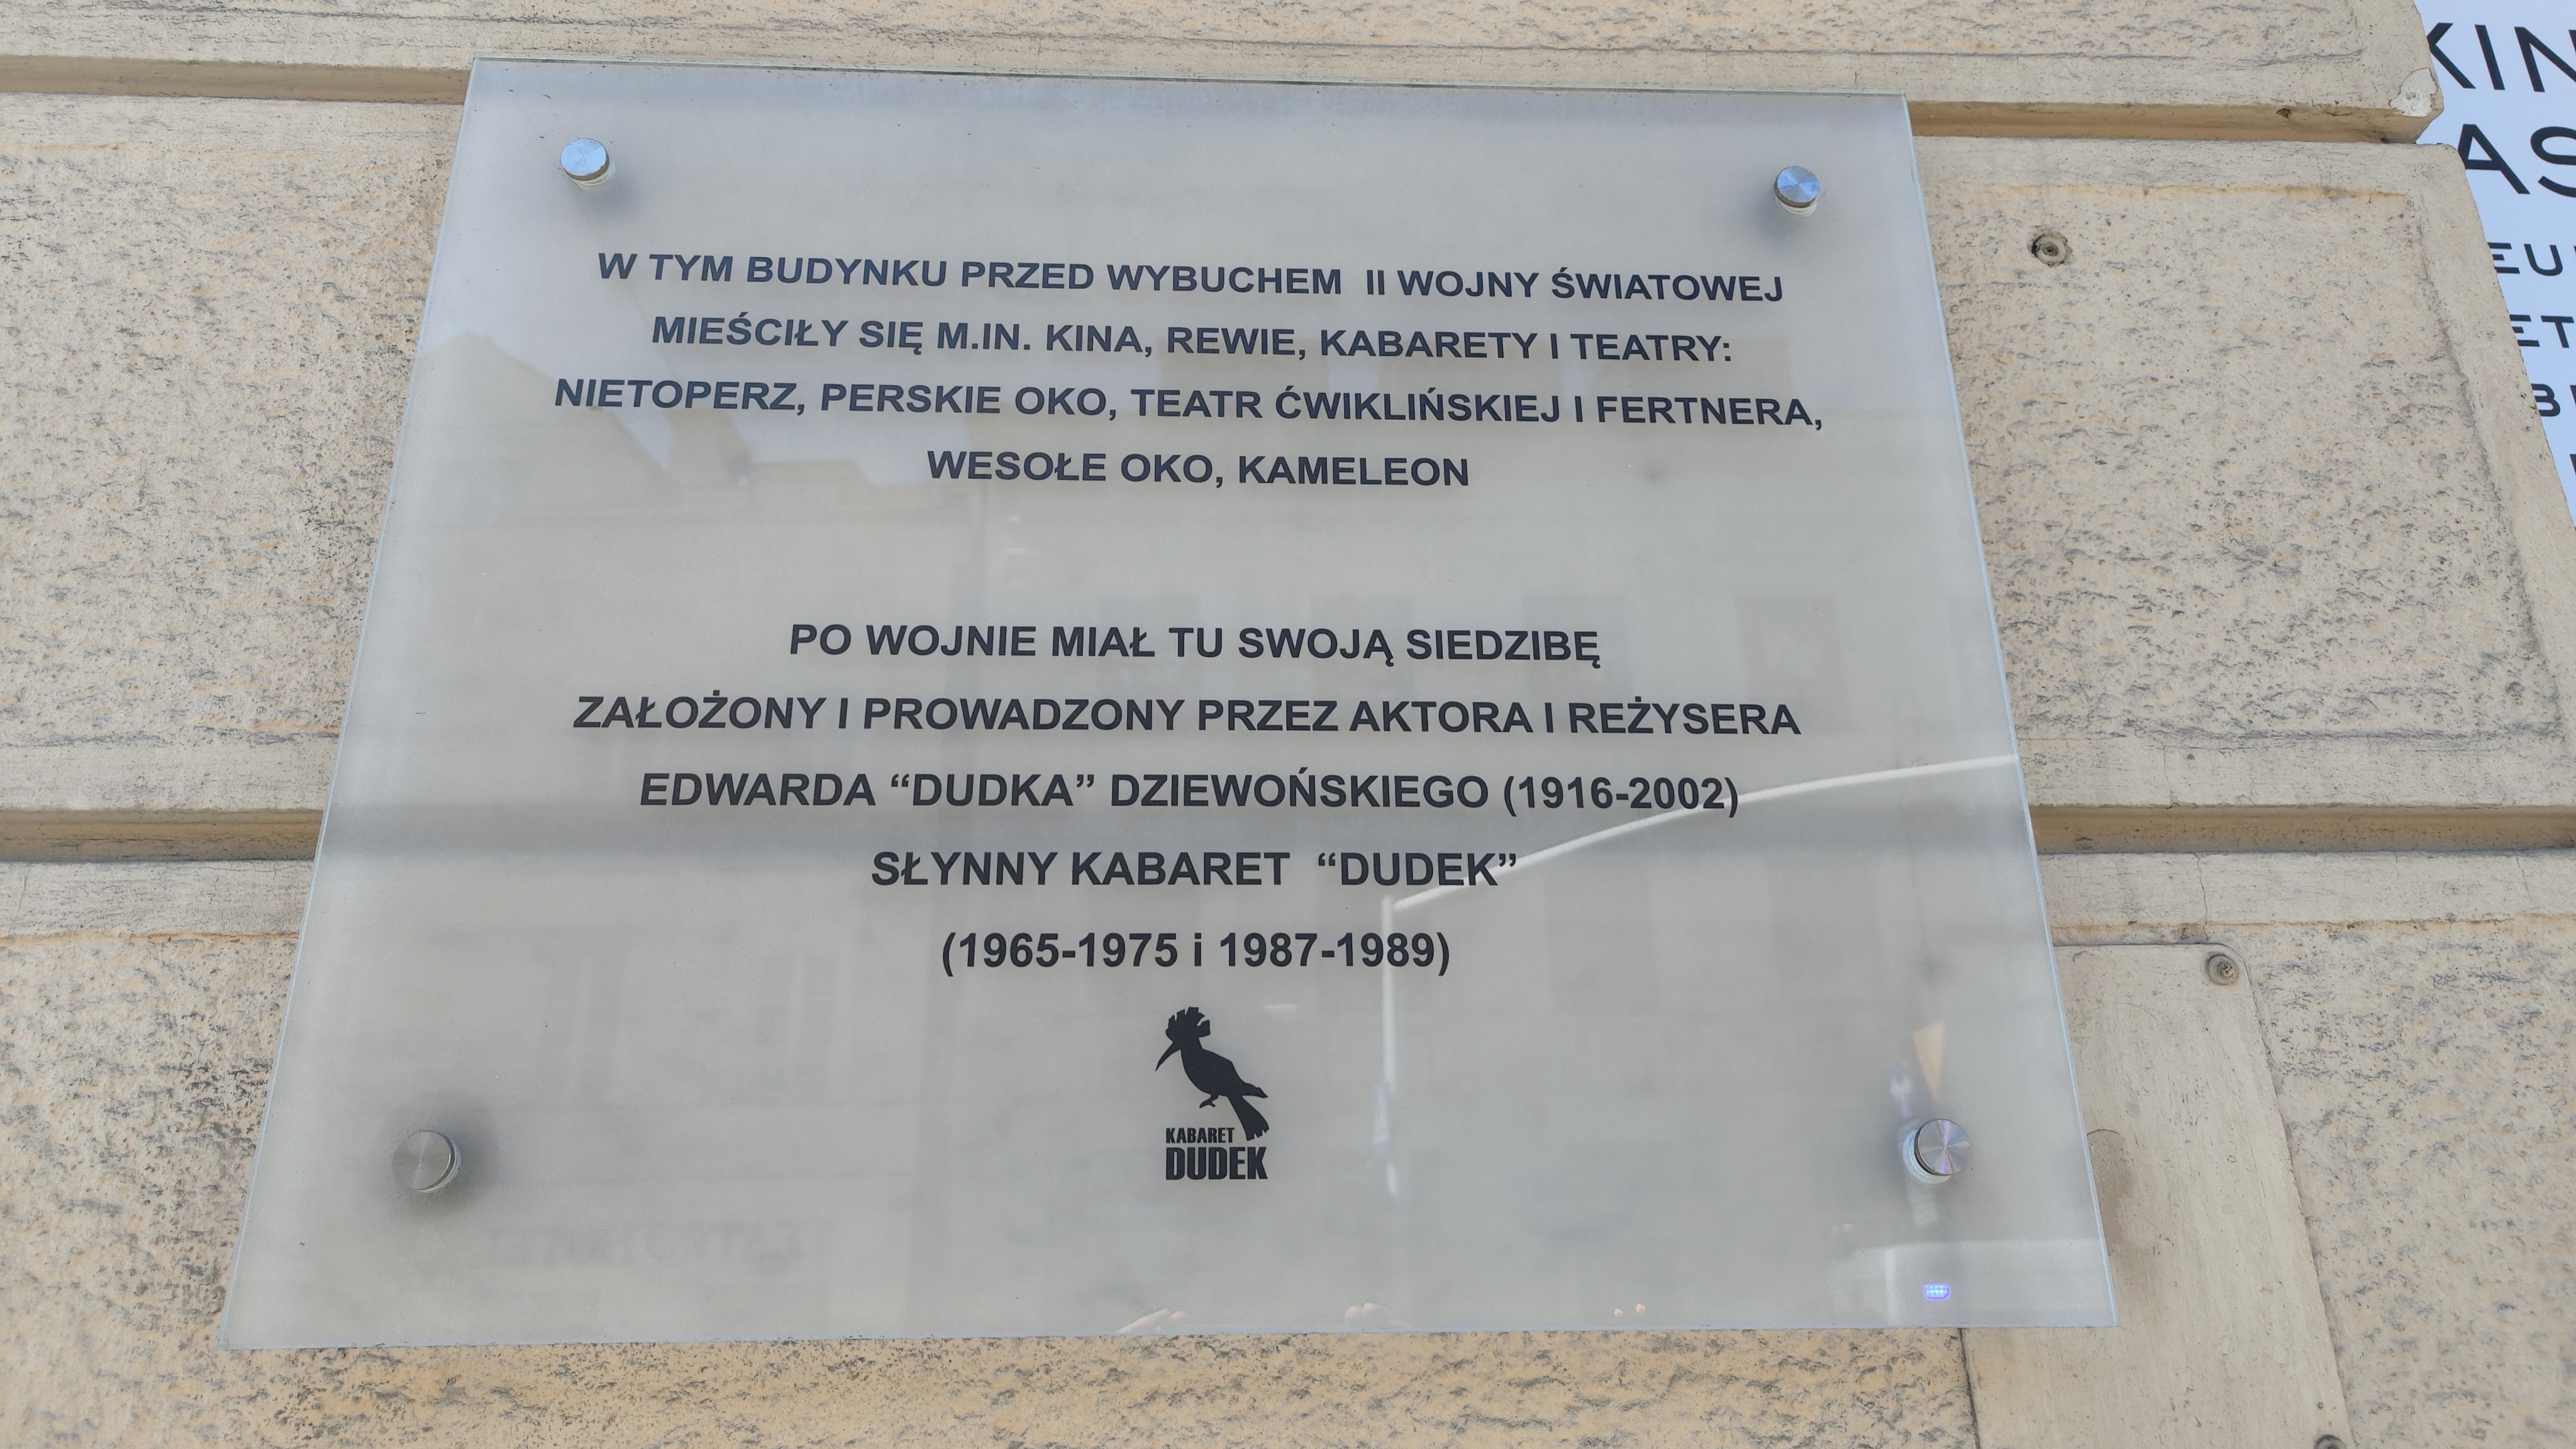 W TYM BUDYNKU PRZED WYBUCHEM II WOJNY ŚWIATOWEJ
MIEŚCIŁY SIĘ M.IN. KINA, REWIE, KABARETY I TEATRY:
NIETOPERZ, PERSKIE OKO, TEATR ĆWIKLIŃSKIEJ I FERTNERA,
WESOŁE OKO, KAMELEON
PO WOJNIE MIAŁ TU SWOJĄ SIEDZIBĘ
ZAŁOŻONY I PROWADZONY PRZEZ AKTORA I REŻYSERA
EDWARDA “DUDKA” DZIEWOŃSKIEGO (1916-2002)
SŁYNNY KABARET “DUDEK”
(1965-1975 i 1987-1989)
KABARET
DUDEK